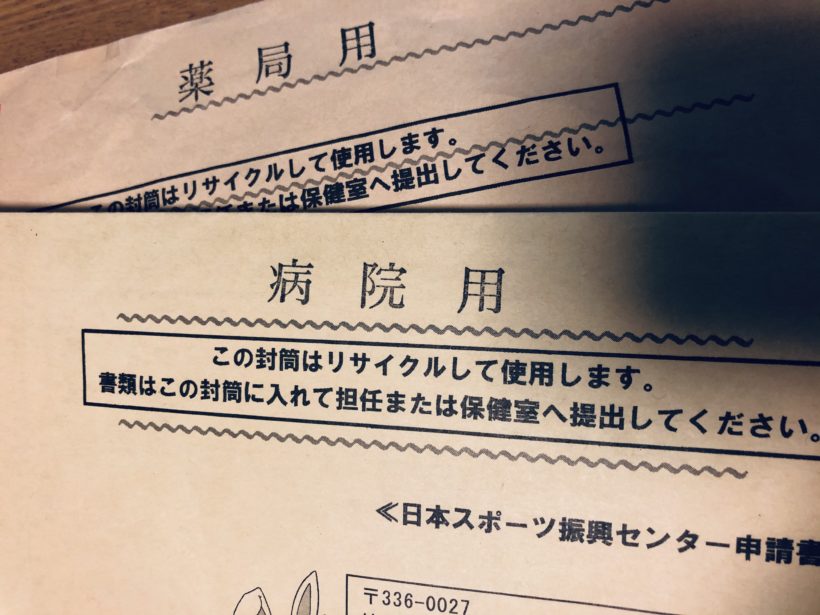 薬局用
この封筒はリサイクルして使用します。
任または保健室へ提出してください。
病院用
この封筒はリサイクルして使用します。
書類はこの封筒に入れて担任または保健室へ提出してください。
≪日本スポーツ振興センター申請書
〒336-0027